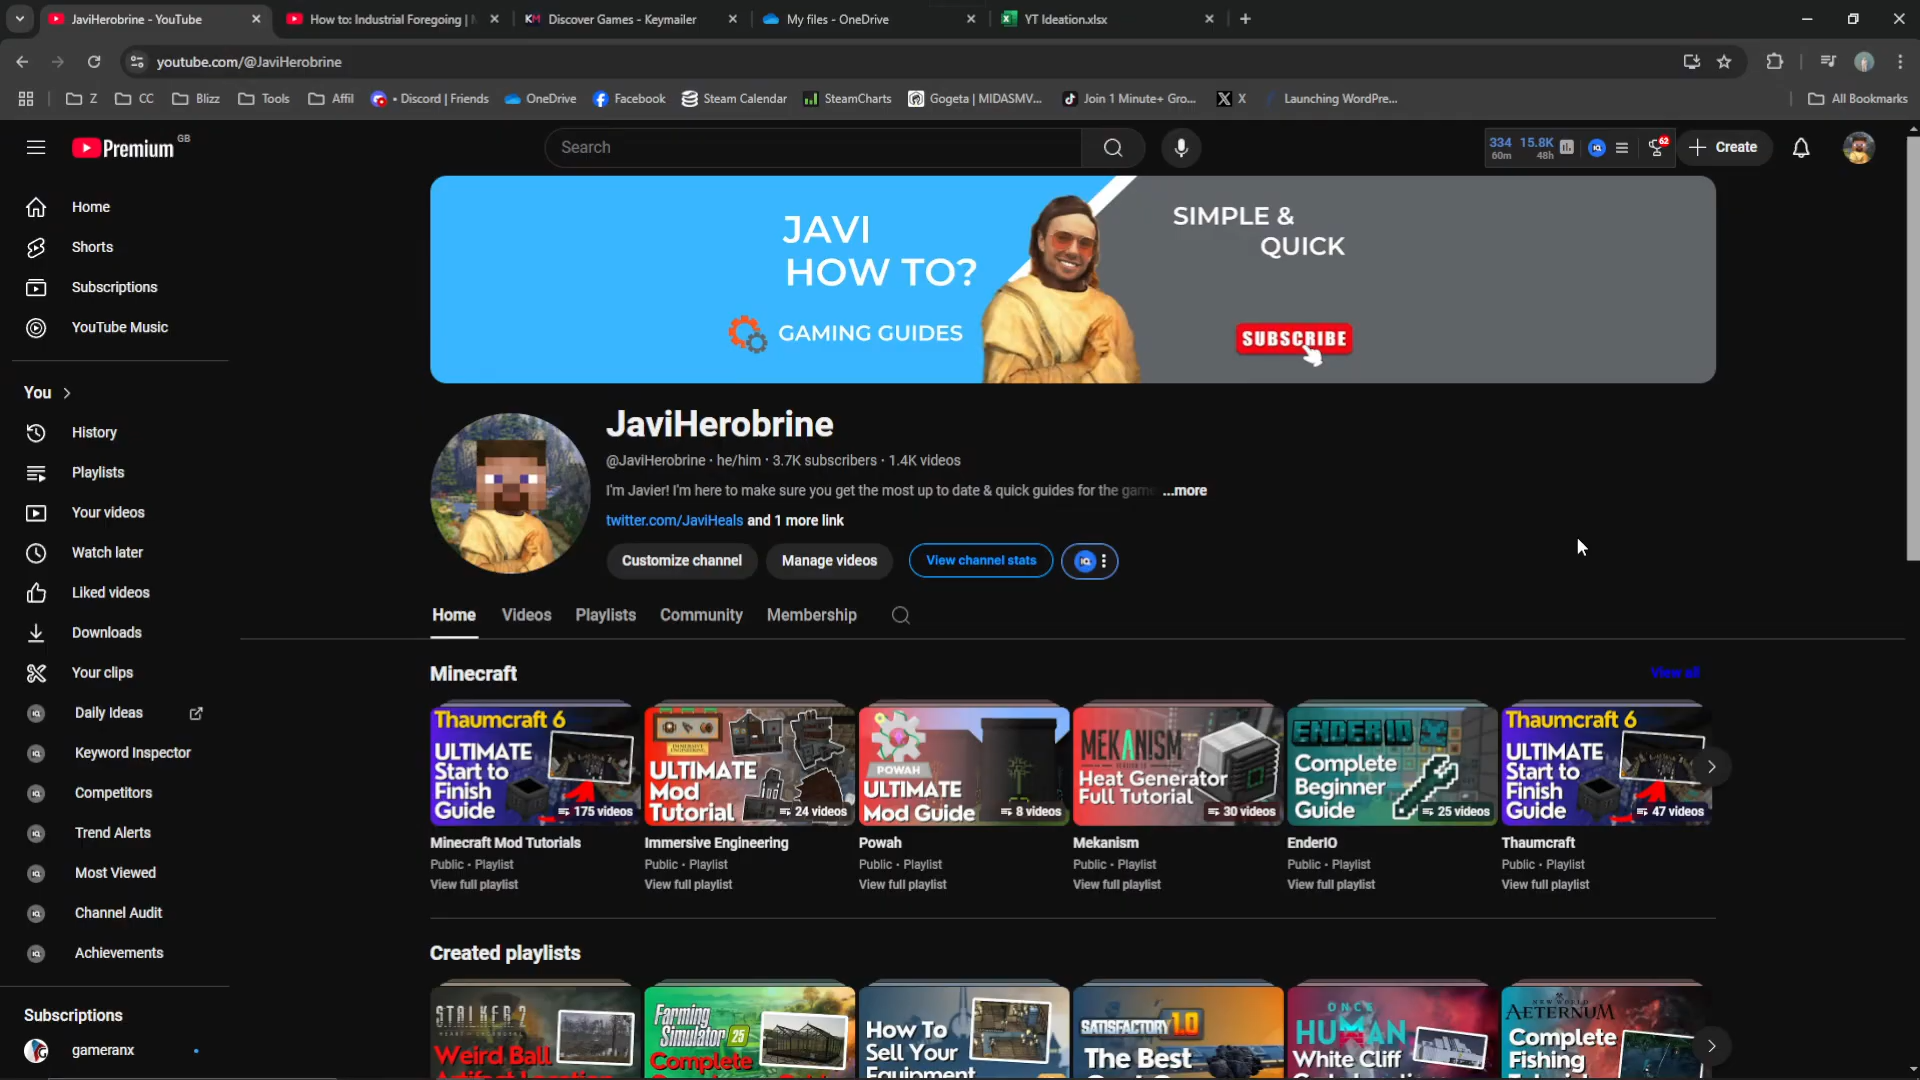 JaviHerobrine - YouTube
How to: Industrial Foregoing |
KM Discover Games - Keymailer
My files - OneDrive
YT Ideation.xlsx
youtube.com/@JaviHerobrine
Z
CC
Blizz
Tools
Affil
• Discord | Friends
OneDrive
Facebook
Steam Calendar
SteamCharts
Gogeta | MIDASMV...
Join 1 Minute+ Gro...
X
Launching WordPre...
All Bookmarks
Premium GB
Search
334 60m
15.8K 48h
62
Create
Home
Shorts
Subscriptions
YouTube Music
You
History
Playlists
Your videos
Watch later
Liked videos
Downloads
Your clips
Daily Ideas
Keyword Inspector
Competitors
Trend Alerts
Most Viewed
Channel Audit
Achievements
Subscriptions
gameranx
JAVI
HOW TO?
GAMING GUIDES
SIMPLE &
QUICK
SUBSCRIBE
JaviHerobrine
@JaviHerobrine • he/him • 3.7K subscribers • 1.4K videos
I'm Javier! I'm here to make sure you get the most up to date & quick guides for the game ...more
twitter.com/JaviHeals and 1 more link
Customize channel
Manage videos
View channel stats
Home
Videos
Playlists
Community
Membership
Minecraft
View all
Thaumcraft 6
ULTIMATE
Start to
Finish
Guide
175 videos
Minecraft Mod Tutorials
Public • Playlist
View full playlist
ULTIMATE
Mod
Tutorial
24 videos
Immersive Engineering
Public • Playlist
View full playlist
POWAH
ULTIMATE
Mod Guide
8 videos
Powah
Public • Playlist
View full playlist
MEKANISM
Heat Generator
Full Tutorial
30 videos
Mekanism
Public • Playlist
View full playlist
ENDERIO
Complete
Beginner
Guide
25 videos
EnderIO
Public • Playlist
View full playlist
Thaumcraft 6
ULTIMATE
Start to
Finish
Guide
47 videos
Thaumcraft
Public • Playlist
View full playlist
Created playlists
STALKER 2
Weird Ball
Artifact Location
Farming
Simulator 25
Complete
How To
Sell Your
Equipment
SATISFACTORY 1.0
The Best
ONCE
HUMAN
White Cliff
NEW WORLD
AETERNUM
Complete
Fishing